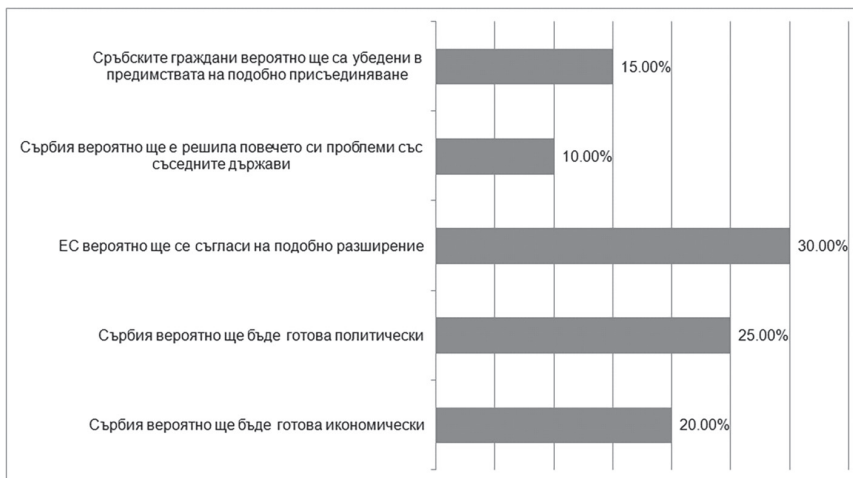 Сръбските граждани вероятно ще са убедени в
предимствата на подобно присъединяване
15.00%
Сърбия вероятно ще е решила повечето си проблеми със
съседните държави
10.00%
ЕС вероятно ще се съгласи на подобно разширение
30.00%
Сърбия вероятно ще бъде готова политически
25.00%
Сърбия вероятно ще бъде готова икономически
20.00%